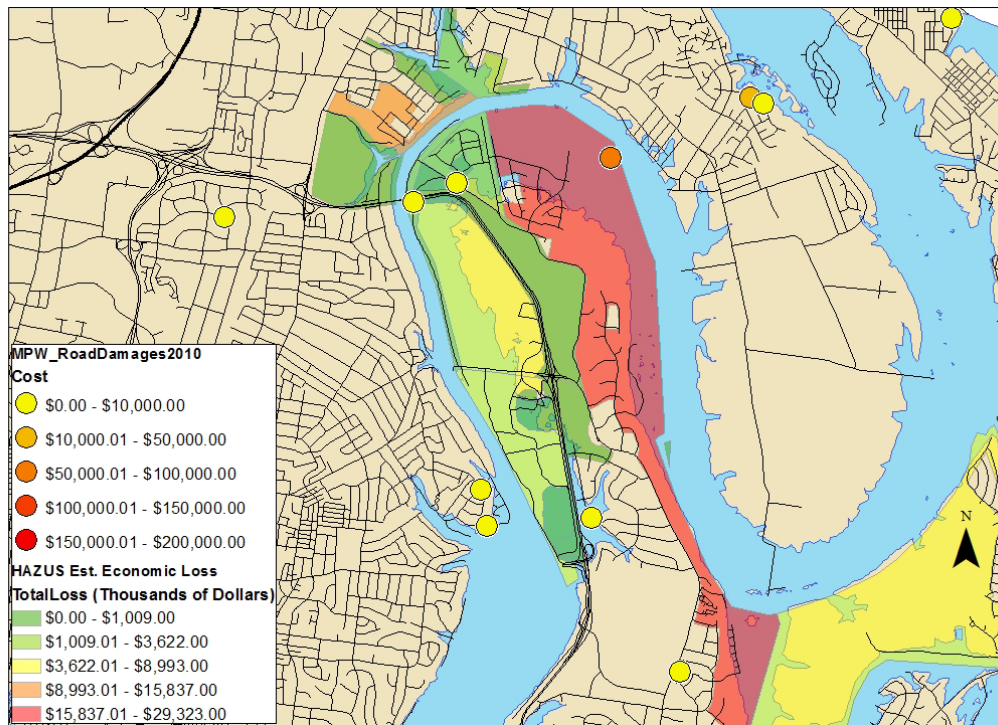 MPW_RoadDamages2010
Cost
$0.00 - $10,000.00
$10,000.01 - $50,000.00
$50,000.01 - $100,000.00
$100,000.01 - $150,000.00
$150,000.01 - $200,000.00
HAZUS Est. Economic Loss
TotalLoss (Thousands of Dollars)
$0.00 - $1,009.00
$1,009.01 - $3,622.00
$3,622.01 - $8,993.00
$8,993.01 - $15,837.00
$15,837.01 - $29,323.00
N